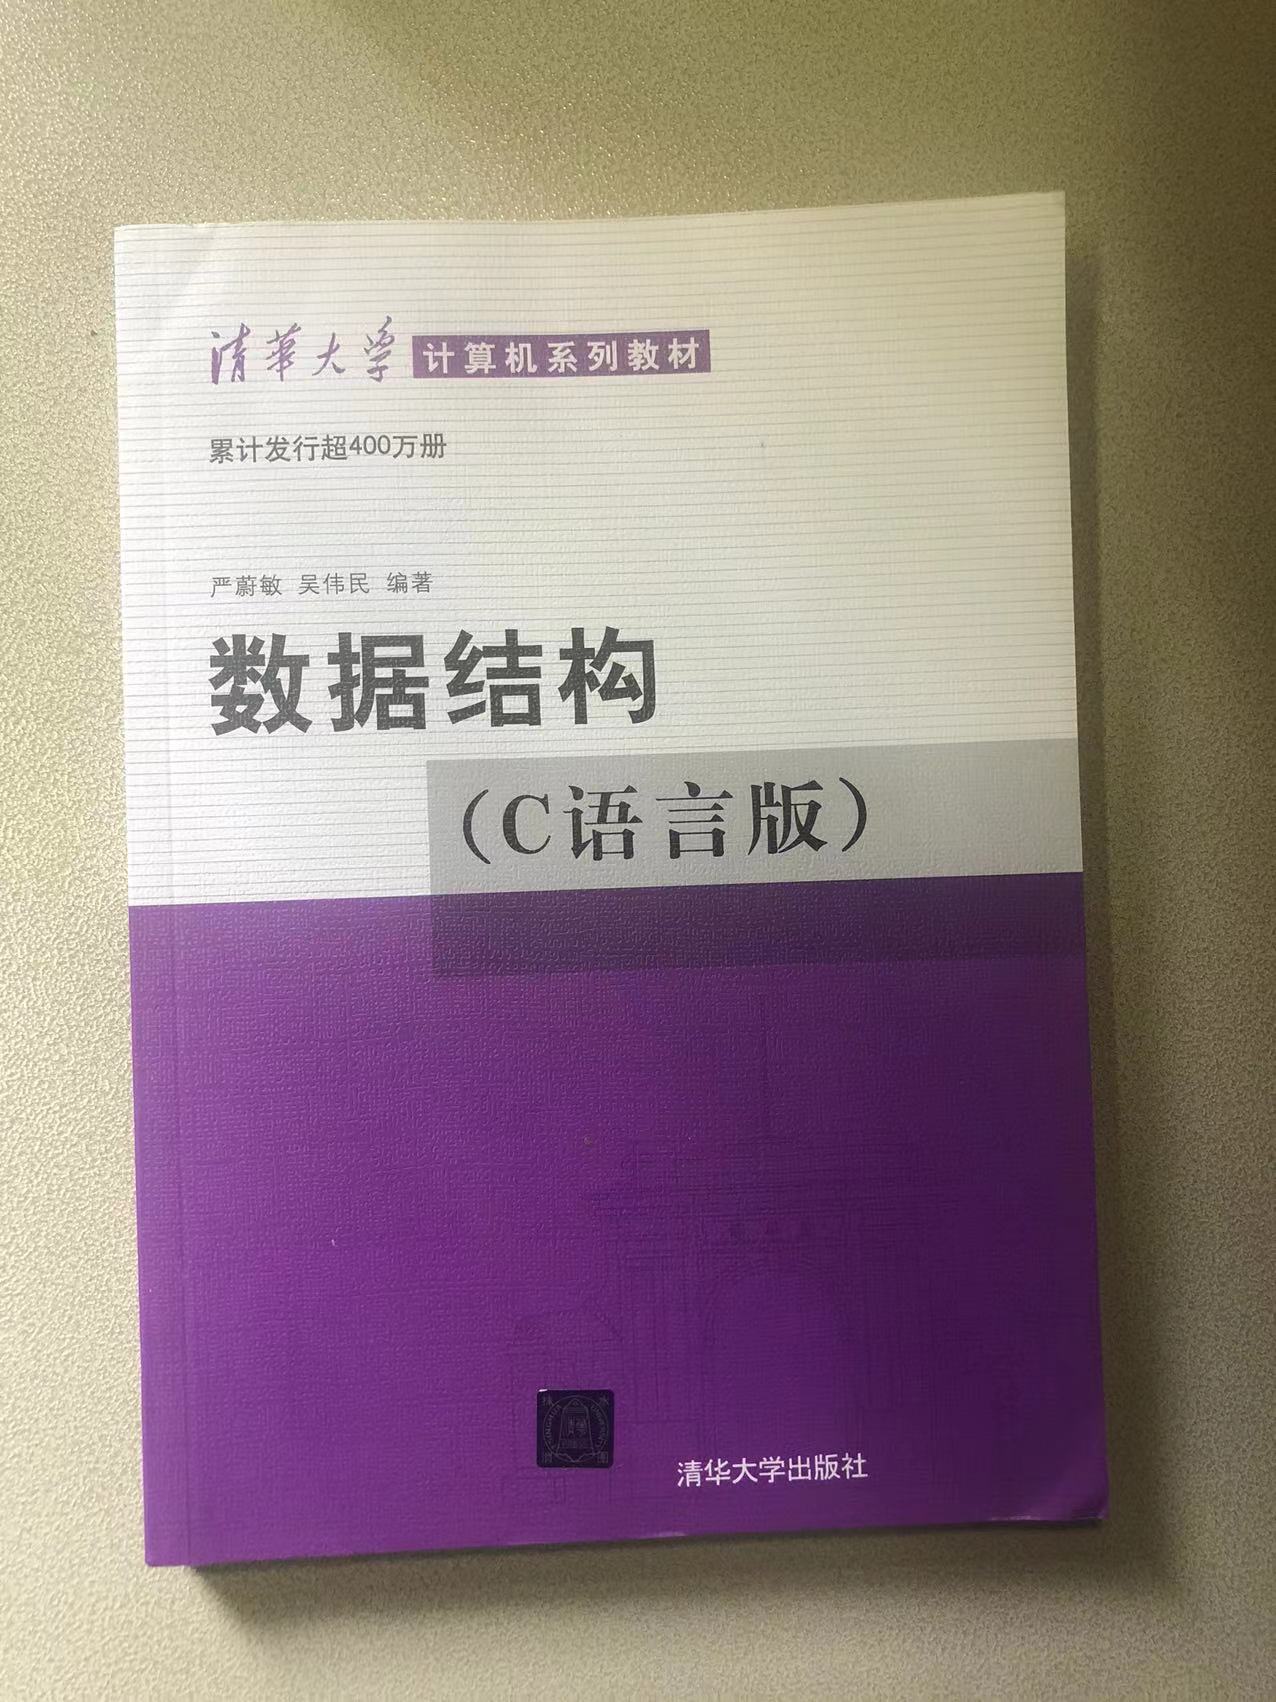 清華大学 计算机系列教材
累计发行超400万册
严蔚敏 吴伟民 编著
数据结构
（C语言版）
清华大学出版社